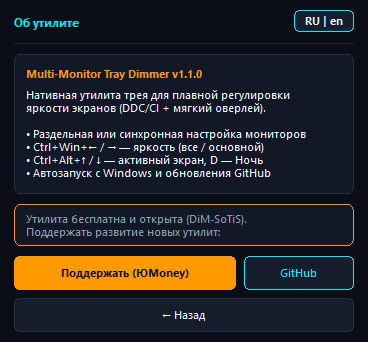 Об утилите
RU | en
Multi-Monitor Tray Dimmer v1.1.0
Нативная утилита трея для плавной регулировки
яркости экранов (DDC/CI + мягкий оверлей).
• Раздельная или синхронная настройка мониторов
• Ctrl+Win+← / → — яркость (все / основной)
• Ctrl+Alt+↑ / ↓ — активный экран, D — Ночь
• Автозапуск с Windows и обновления GitHub
Утилита бесплатна и открыта (DiM-SoTiS).
Поддержать развитие новых утилит:
Поддержать (ЮMoney)
GitHub
← Назад